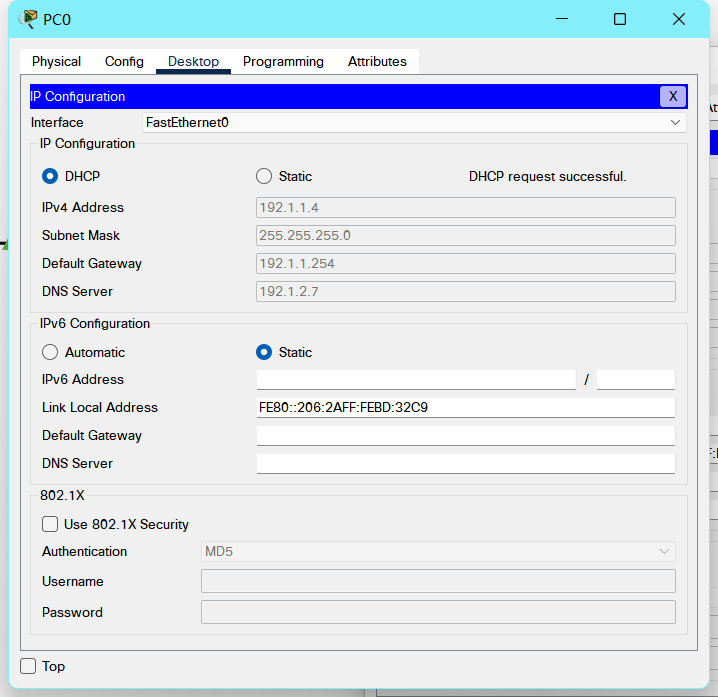 PC0
Physical Config Desktop Programming Attributes
IP Configuration X
Interface FastEthernet0
IP Configuration
DHCP Static DHCP request successful.
IPv4 Address 192.1.1.4
Subnet Mask 255.255.255.0
Default Gateway 192.1.1.254
DNS Server 192.1.2.7
IPv6 Configuration
Automatic Static
IPv6 Address /
Link Local Address FE80::206:2AFF:FEBD:32C9
Default Gateway
DNS Server
802.1X
Use 802.1X Security
Authentication MD5
Username
Password
Top